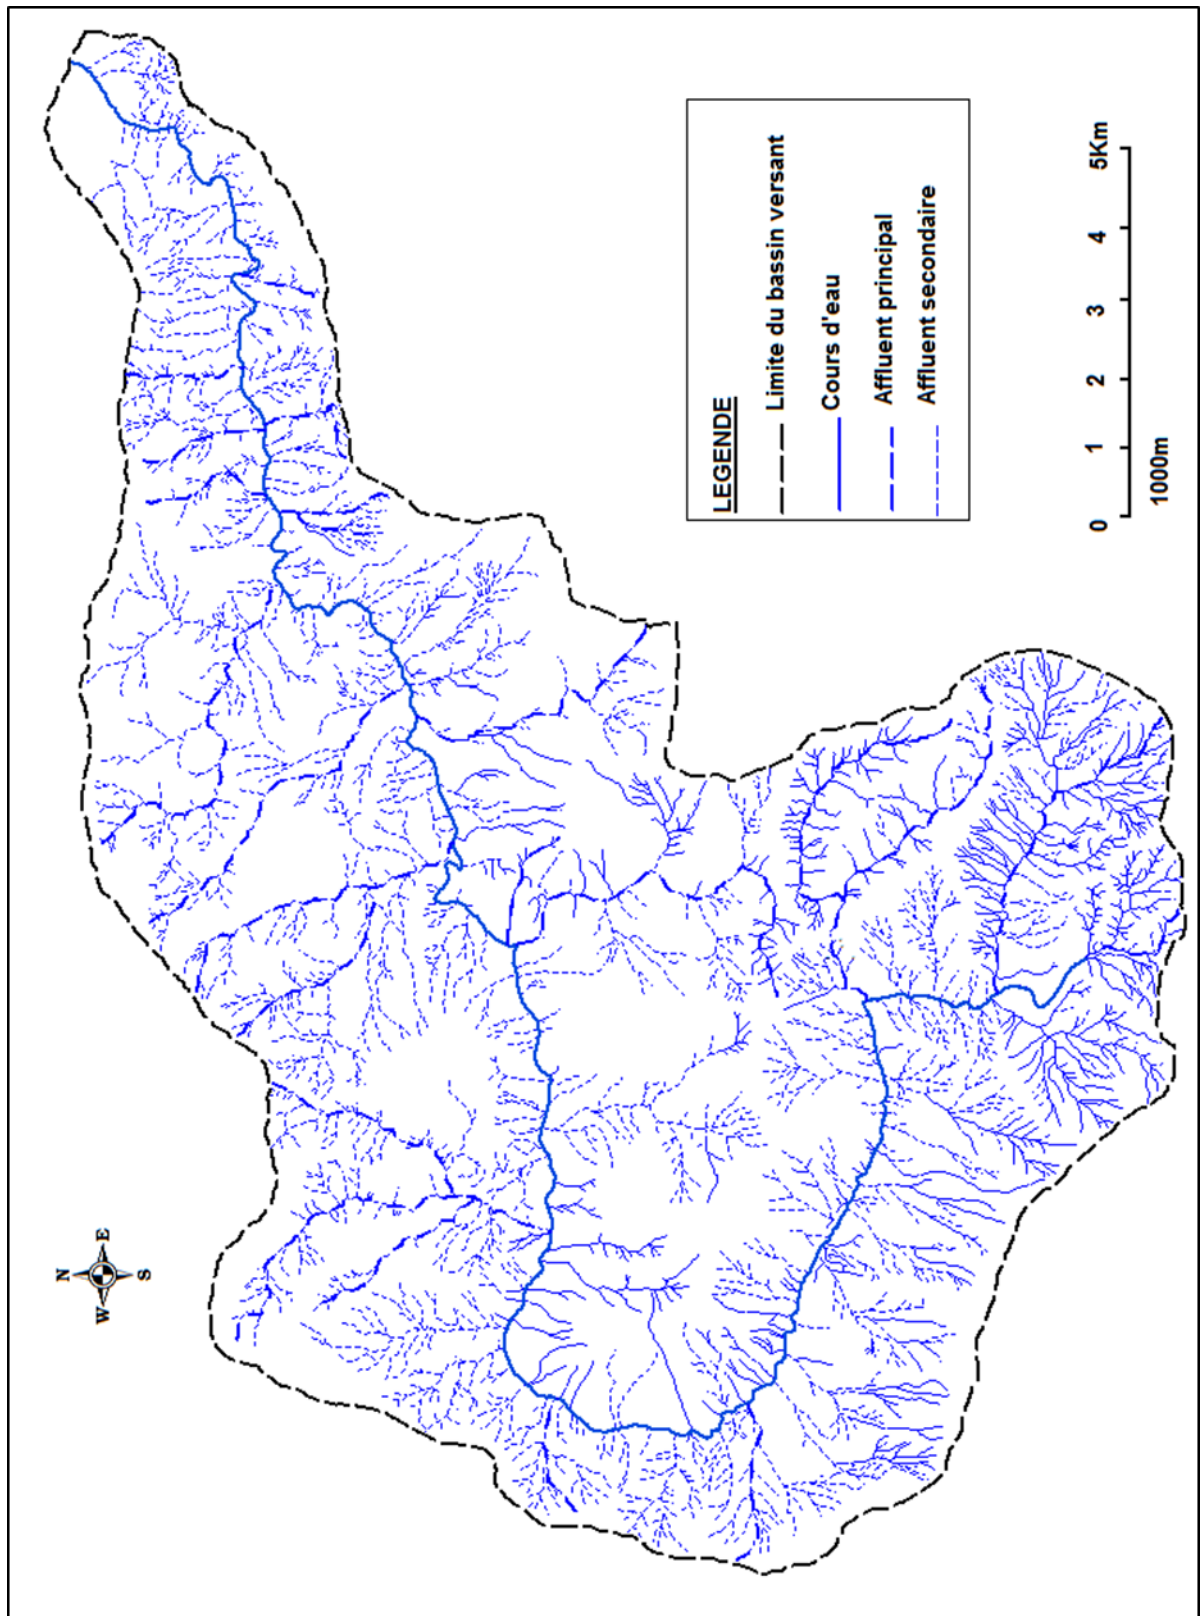 N
W E
S
LEGENDE
Limite du bassin versant
Cours d'eau
Affluent principal
Affluent secondaire
0 1 2 3 4 5Km
1000m